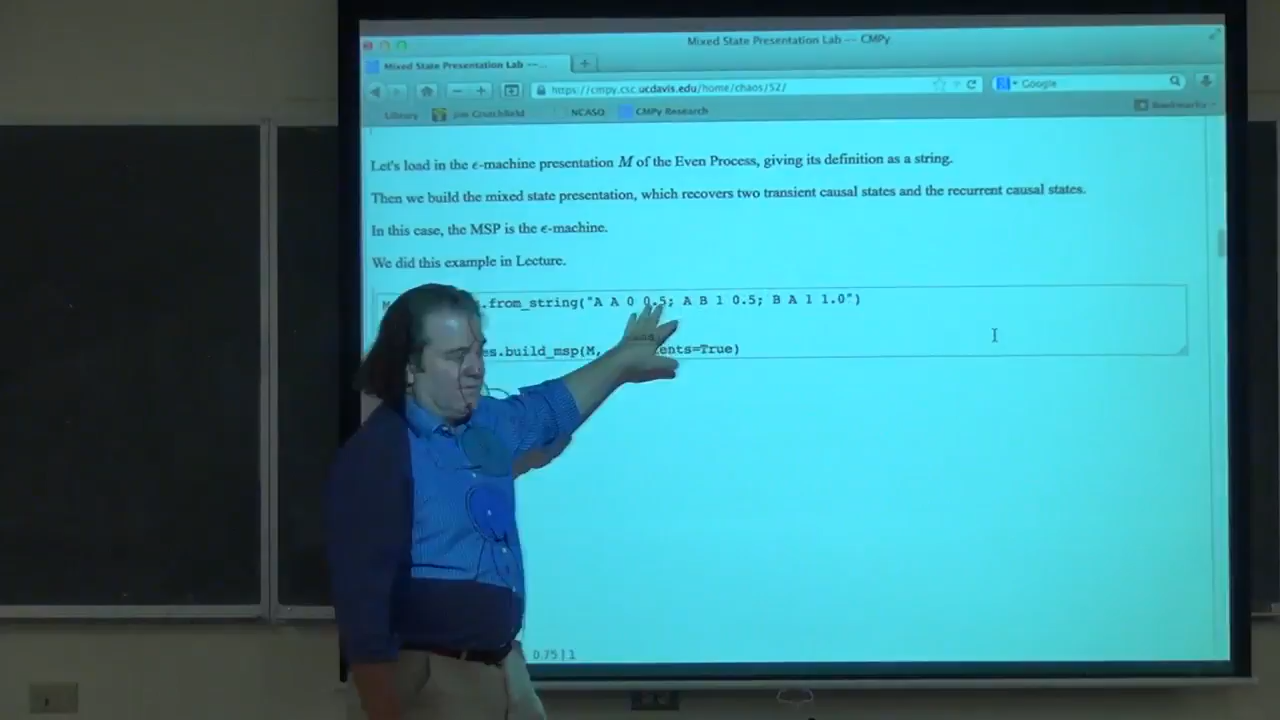 Mixed State Presentation Lab -- CMPy
Mixed State Presentation Lab --...
https://cmpy.csc.ucdavis.edu/home/chaos/52/
Google
Library Jim Crutchfield NCASO CMPy Research Bookmarks
Let's load in the ϵ-machine presentation M of the Even Process, giving its definition as a string.
Then we build the mixed state presentation, which recovers two transient causal states and the recurrent causal states.
In this case, the MSP is the ϵ-machine.
We did this example in Lecture.
.from_string("A A 0 0.5; A B 1 0.5; B A 1 1.0")
es.build_msp(M, ents=True)
0.75|1